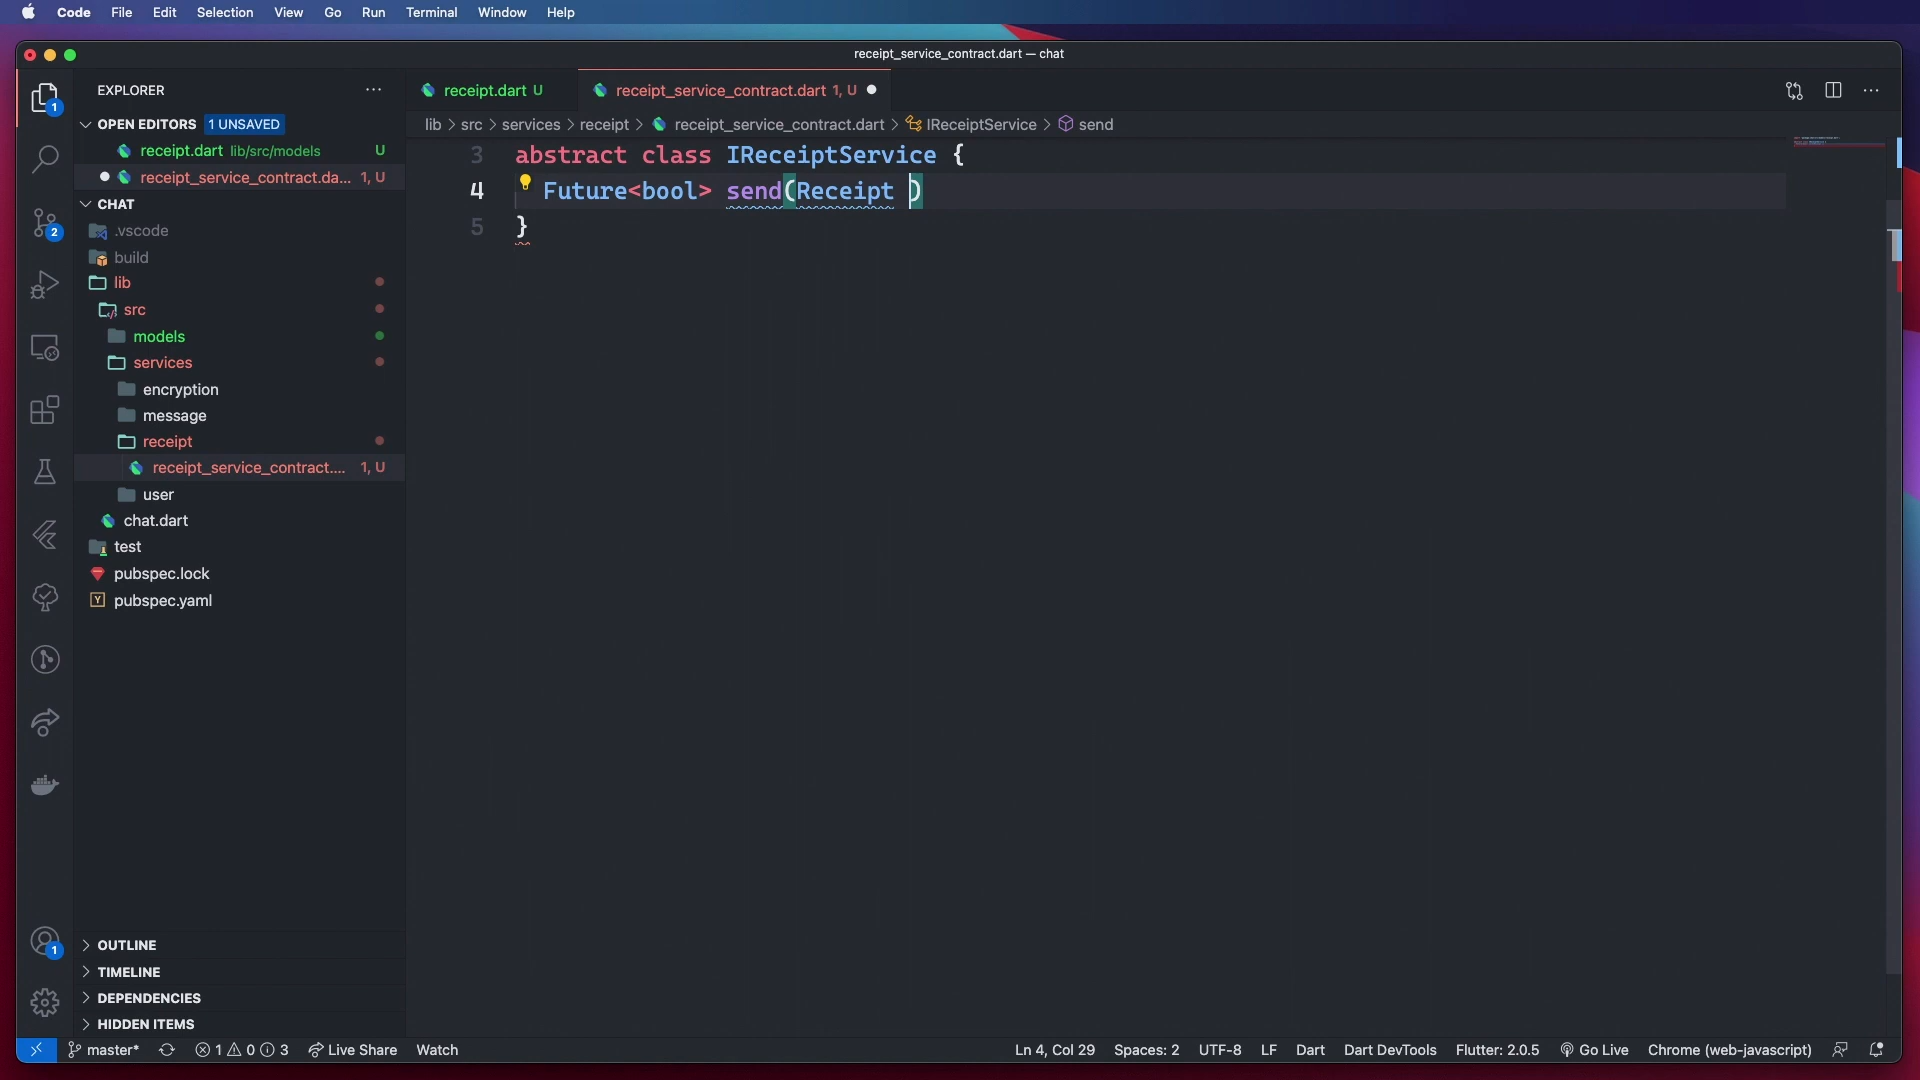 Code File Edit Selection View Go Run Terminal Window Help
receipt_service_contract.dart — chat
EXPLORER
receipt.dart U
receipt_service_contract.dart 1, U
OPEN EDITORS 1 UNSAVED
lib > src > services > receipt > receipt_service_contract.dart > IReceiptService > send
receipt.dart lib/src/models U
receipt_service_contract.da... 1, U
CHAT
.vscode
build
lib
src
models
services
encryption
message
receipt
receipt_service_contract.... 1, U
user
chat.dart
test
pubspec.lock
pubspec.yaml
3 abstract class IReceiptService {
4 Future<bool> send(Receipt )
5 }
OUTLINE
TIMELINE
DEPENDENCIES
HIDDEN ITEMS
1
2
1
master* 1 0 3 Live Share Watch Ln 4, Col 29 Spaces: 2 UTF-8 LF Dart Dart DevTools Flutter: 2.0.5 Go Live Chrome (web-javascript)